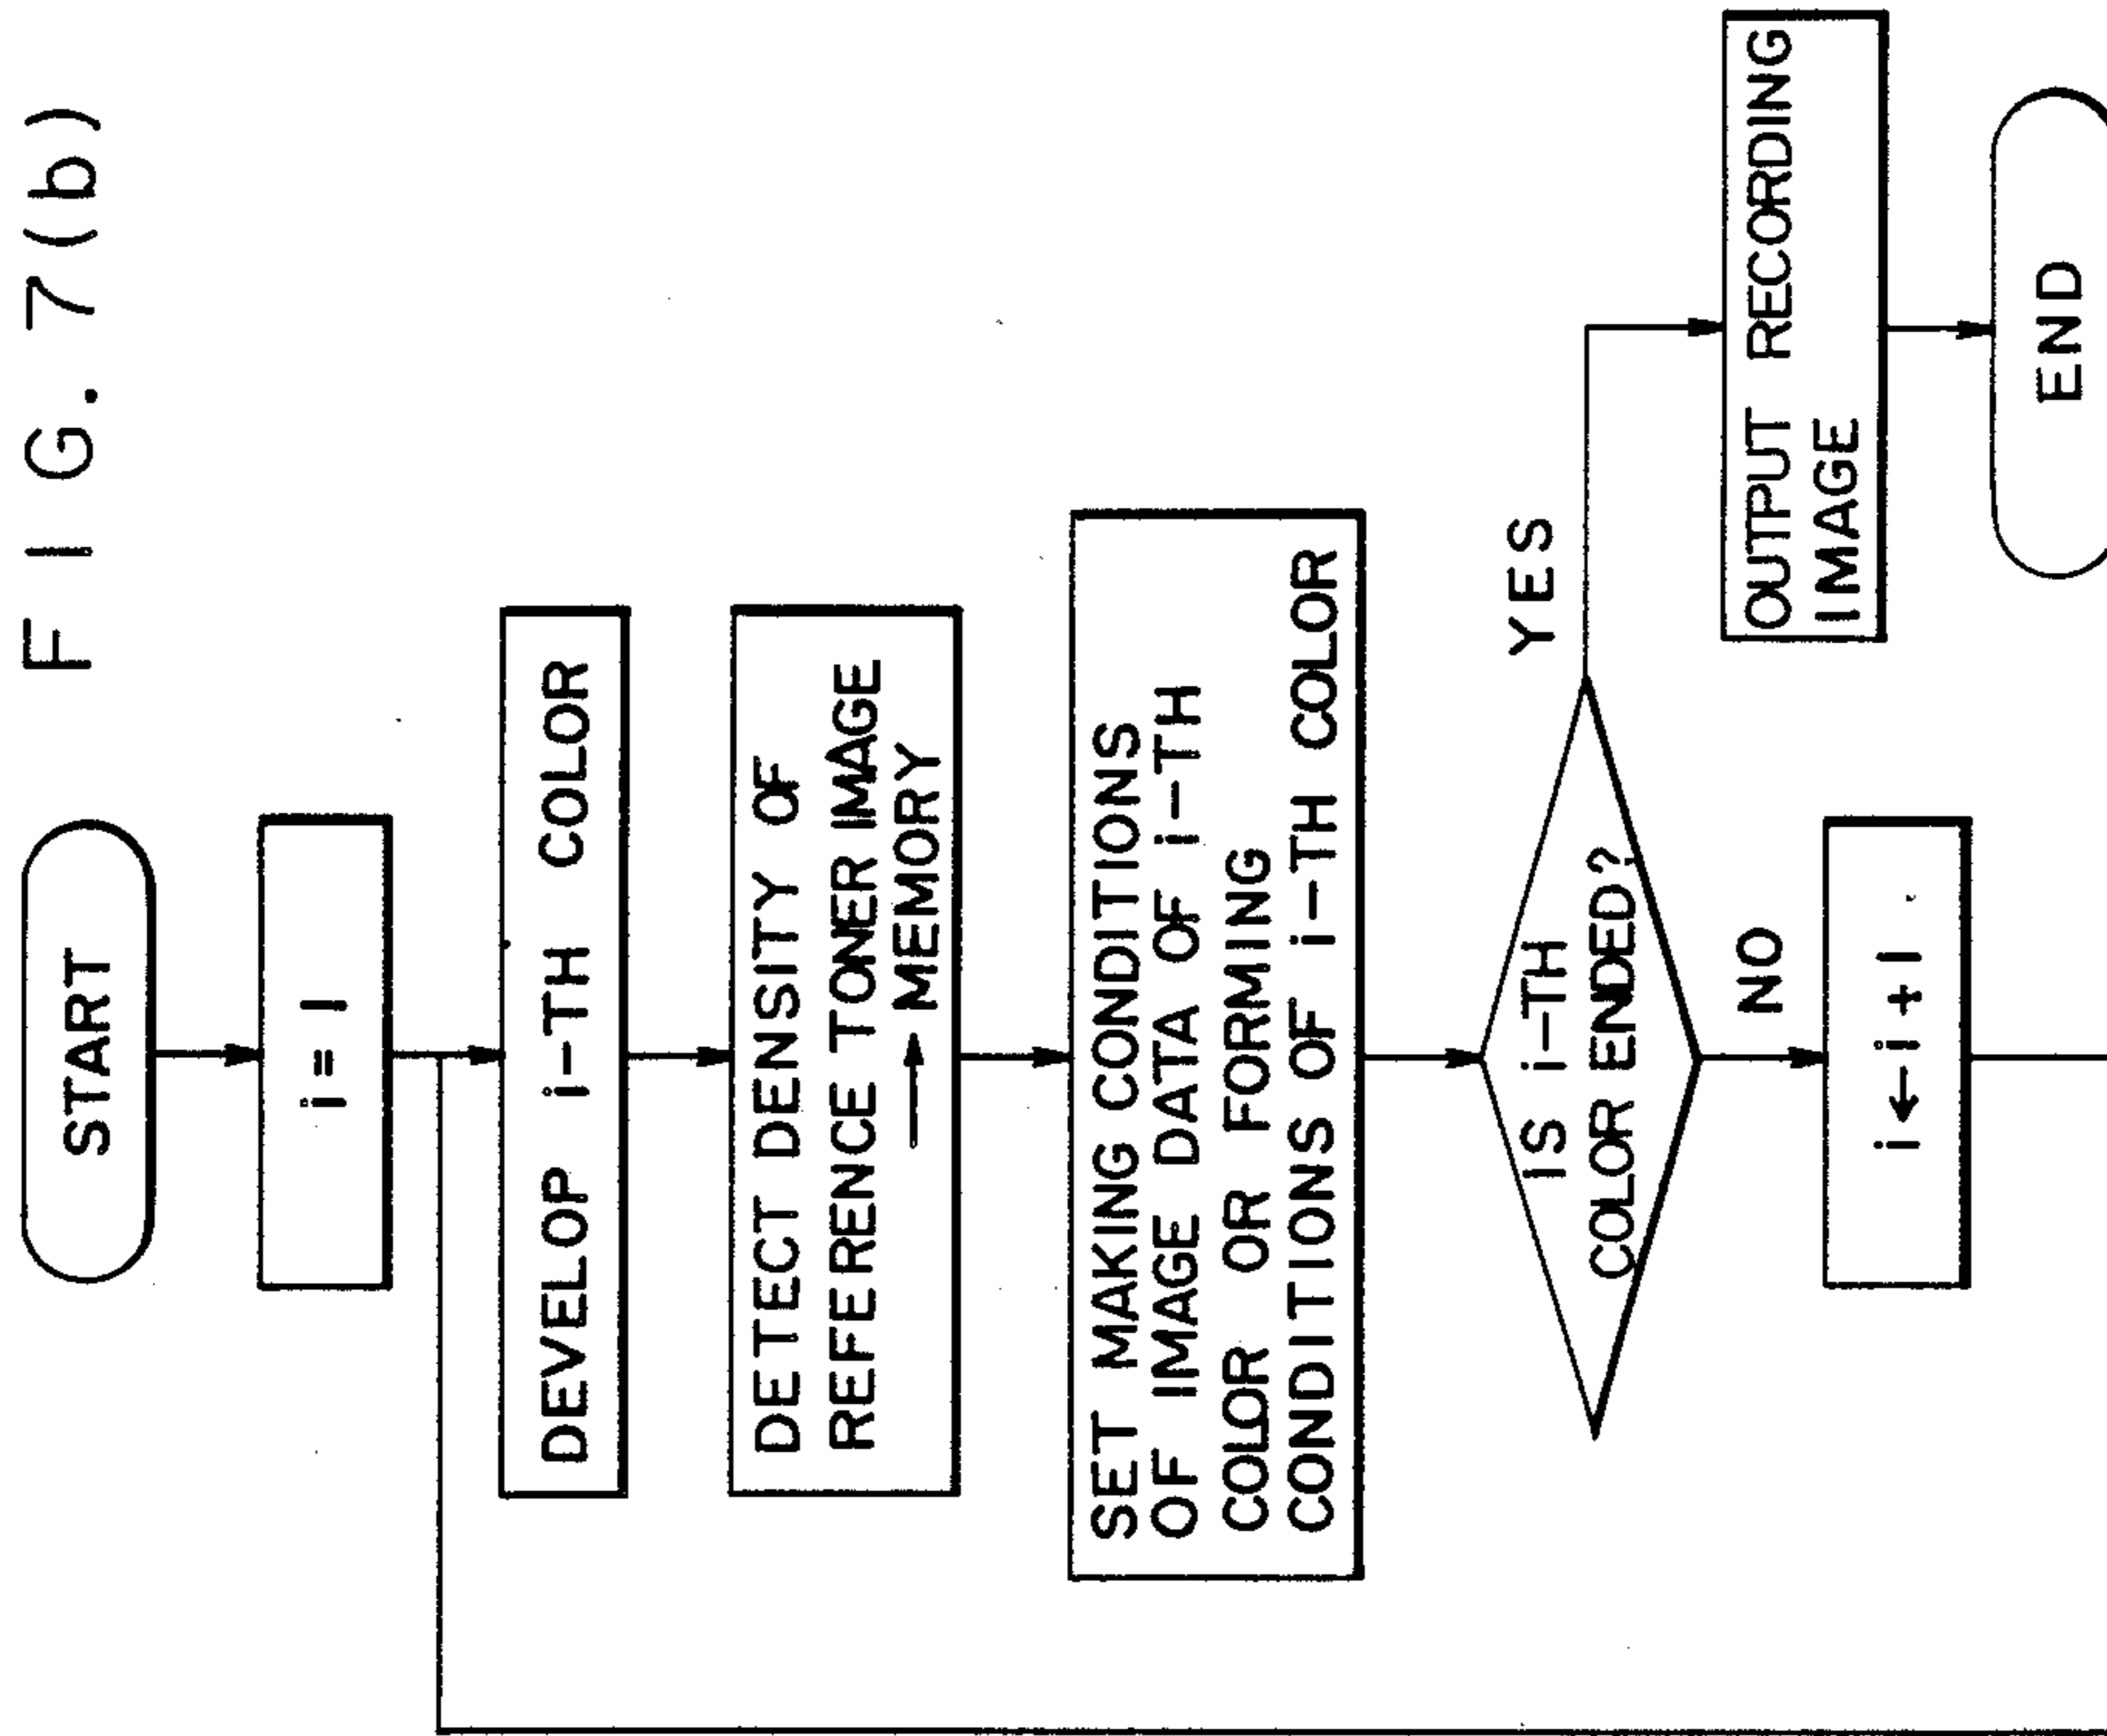 FIG. 7(b)
START
i = 1
DEVELOP i-TH COLOR
DETECT DENSITY OF
REFERENCE TONER IMAGE
→ MEMORY
SET MAKING CONDITIONS
OF IMAGE DATA OF i-TH
COLOR OR FORMING
CONDITIONS OF i-TH COLOR
IS i-TH
COLOR ENDED?
YES
NO
i ← i + 1
OUTPUT RECORDING
IMAGE
END